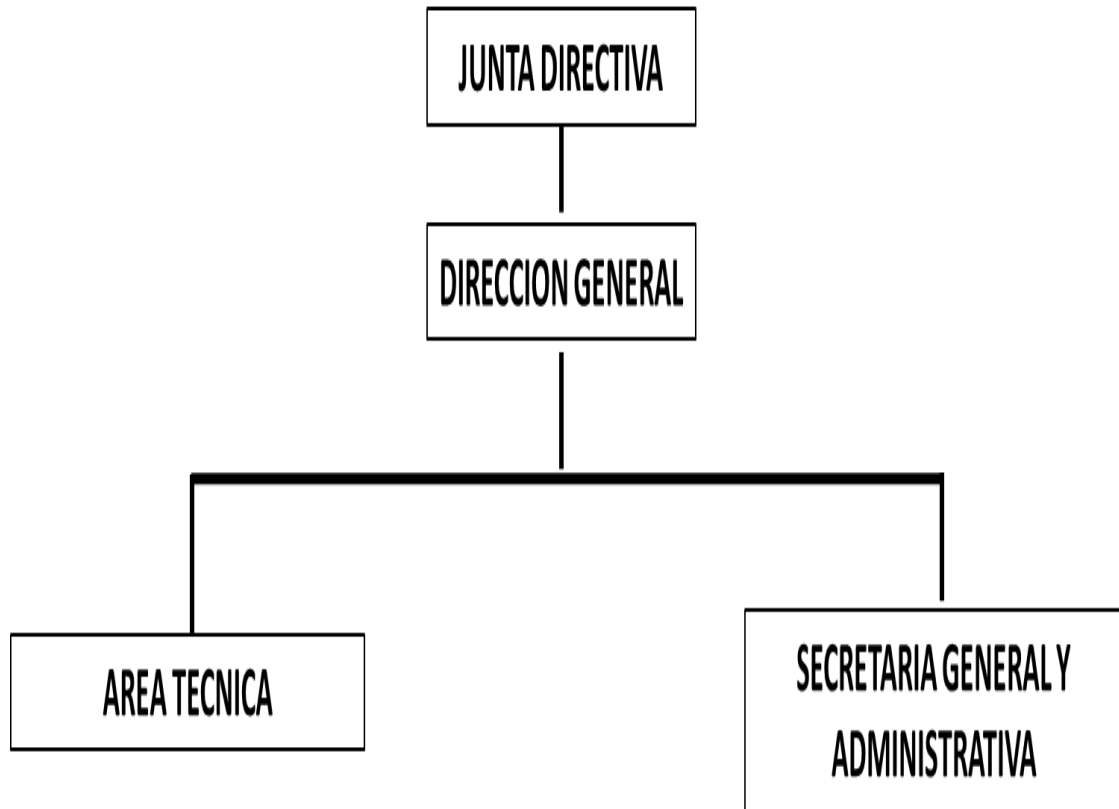 JUNTA DIRECTIVA
DIRECCION GENERAL
AREA TECNICA
SECRETARIA GENERAL Y
ADMINISTRATIVA